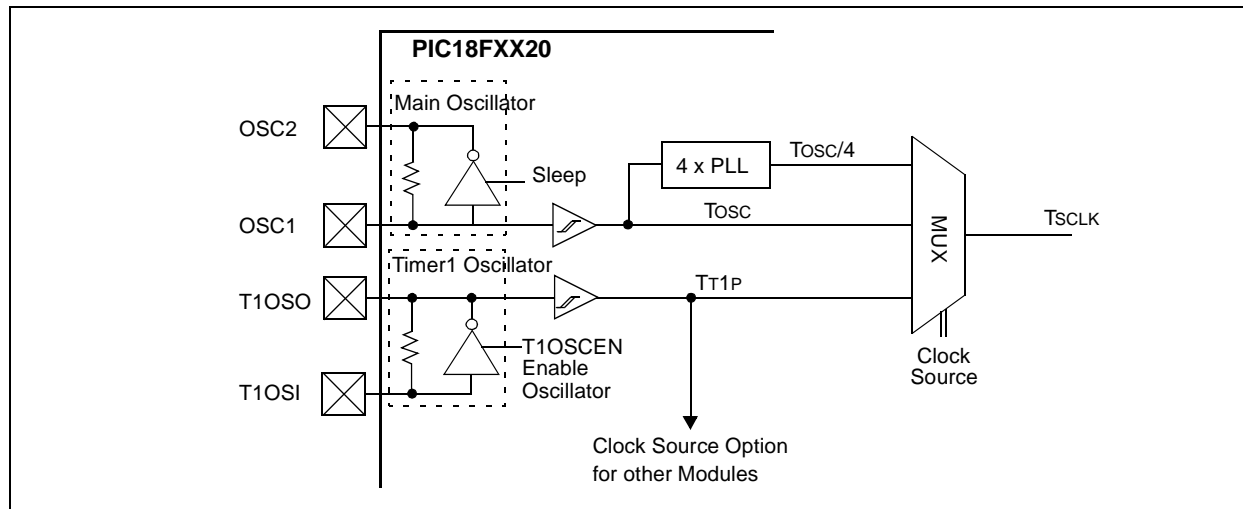 PIC18FXX20
Main Oscillator
OSC2
Sleep
OSC1
4 x PLL
TOSC/4
TOSC
MUX
TSCLK
Timer1 Oscillator
T1OSO
TT1P
T1OSCEN
Enable
Oscillator
T1OSI
Clock
Source
Clock Source Option
for other Modules